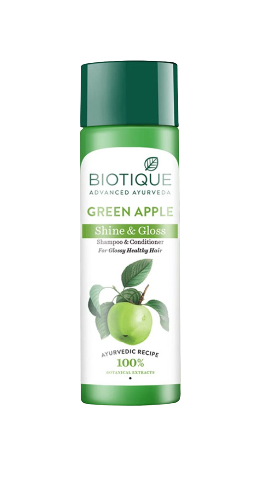 BIOTIQUE
ADVANCED AYURVEDA
GREEN APPLE
Shine & Gloss
Shampoo & Conditioner
For Glossy Healthy Hair
AYURVEDIC RECIPE
100%
BOTANICAL EXTRACTS